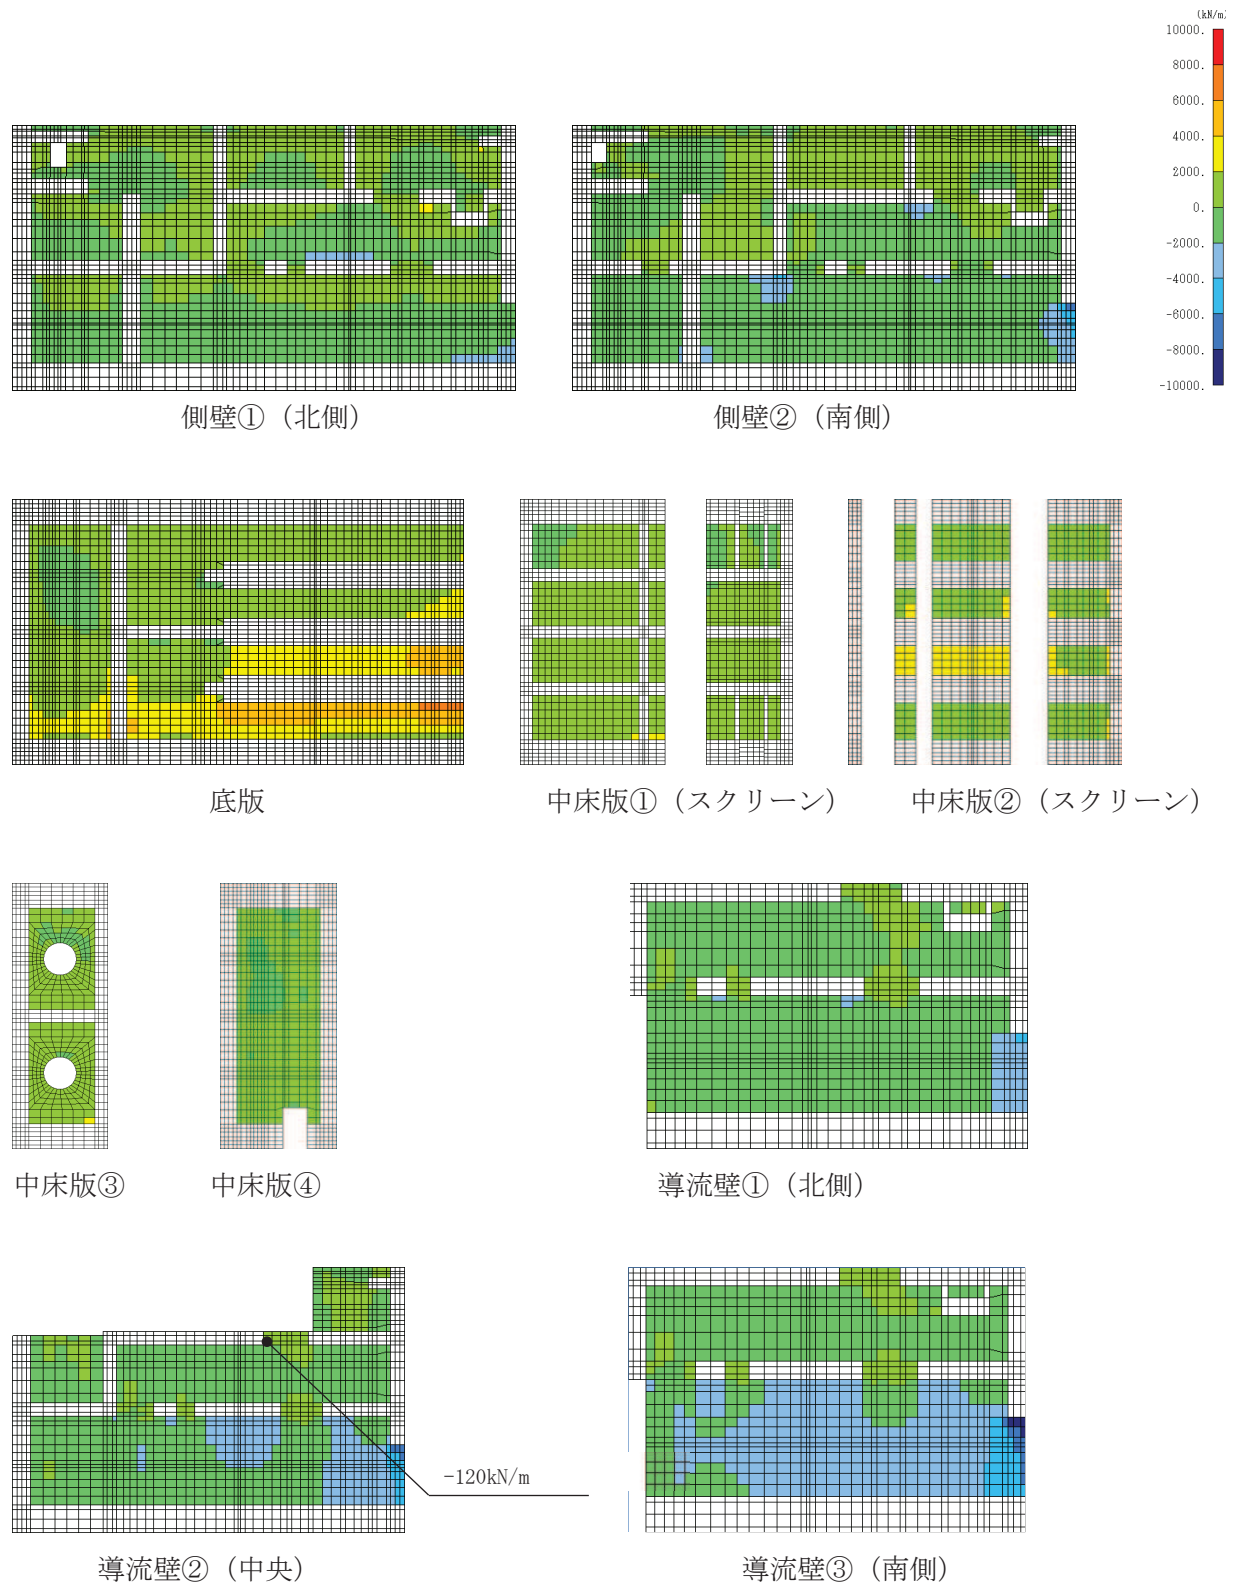 (kN/m)
10000.
8000.
6000.
4000.
2000.
0.
-2000.
-4000.
-6000.
-8000.
-10000.
側壁①（北側）
側壁②（南側）
底版
中床版①（スクリーン）
中床版②（スクリーン）
中床版③
中床版④
導流壁①（北側）
-120kN/m
導流壁②（中央）
導流壁③（南側）